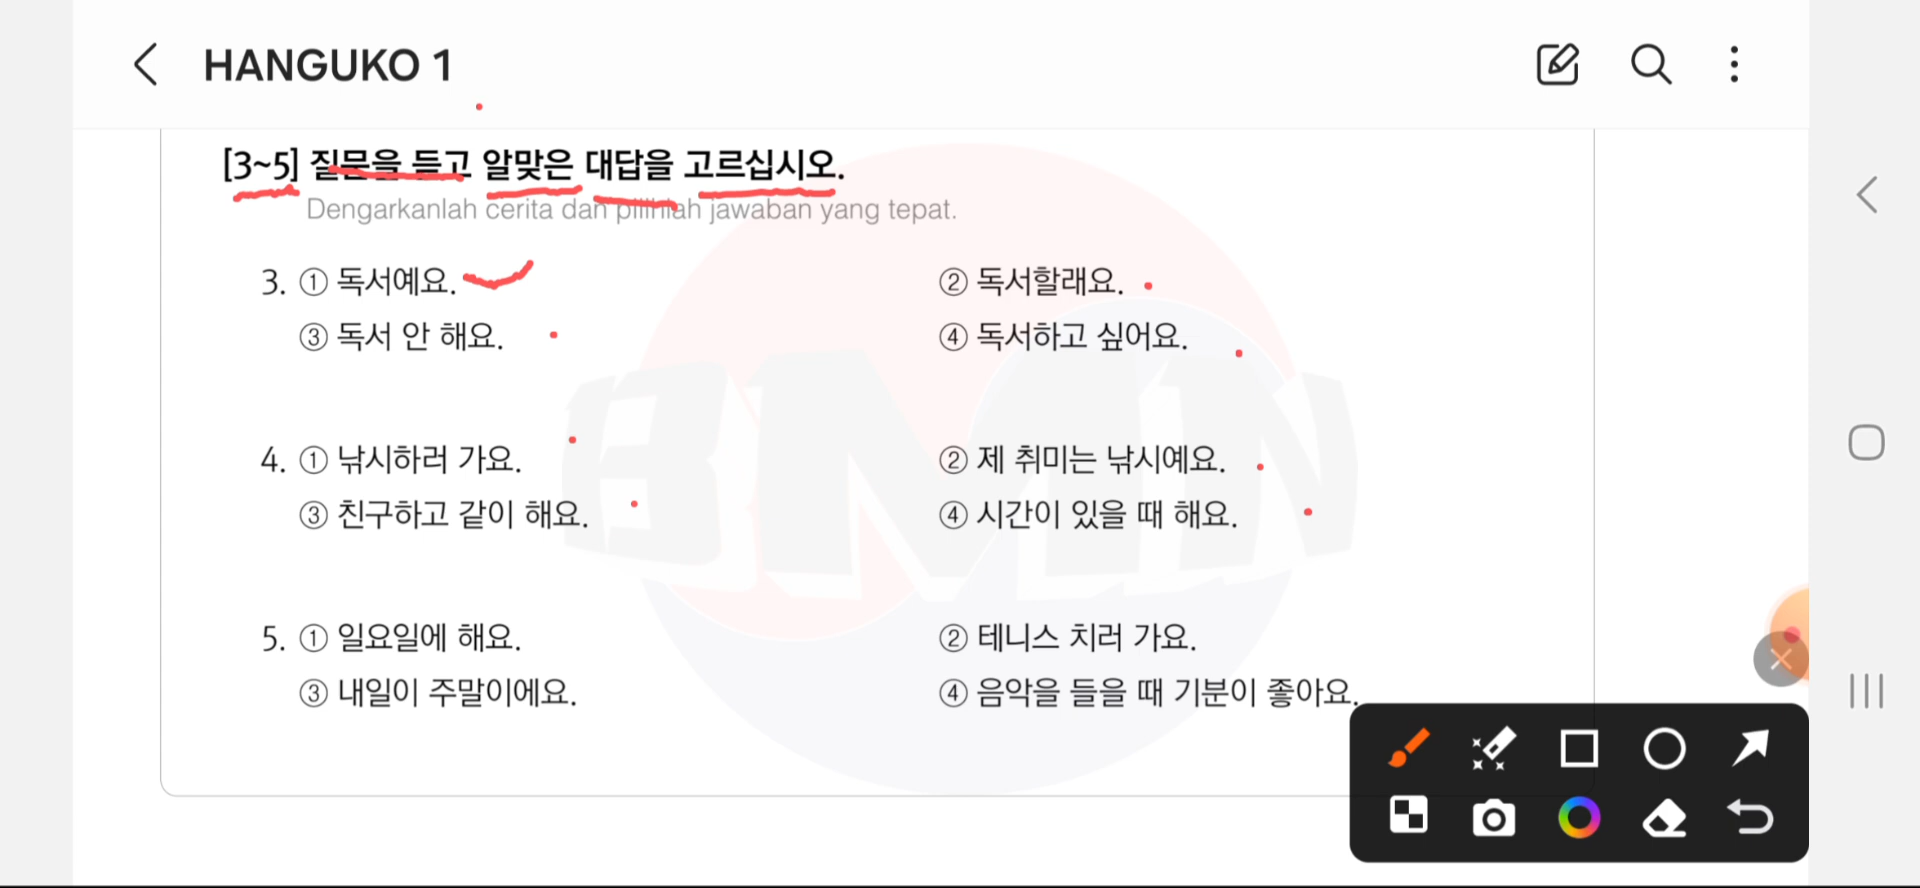 HANGUKO 1
[3~5] 질문을 듣고 알맞은 대답을 고르십시오.
Dengarkanlah cerita dan pilihlah jawaban yang tepat.
3. ① 독서예요. ② 독서할래요.
③ 독서 안 해요. ④ 독서하고 싶어요.
4. ① 낚시하러 가요. ② 제 취미는 낚시예요.
③ 친구하고 같이 해요. ④ 시간이 있을 때 해요.
5. ① 일요일에 해요. ② 테니스 치러 가요.
③ 내일이 주말이에요. ④ 음악을 들을 때 기분이 좋아요.
BMN